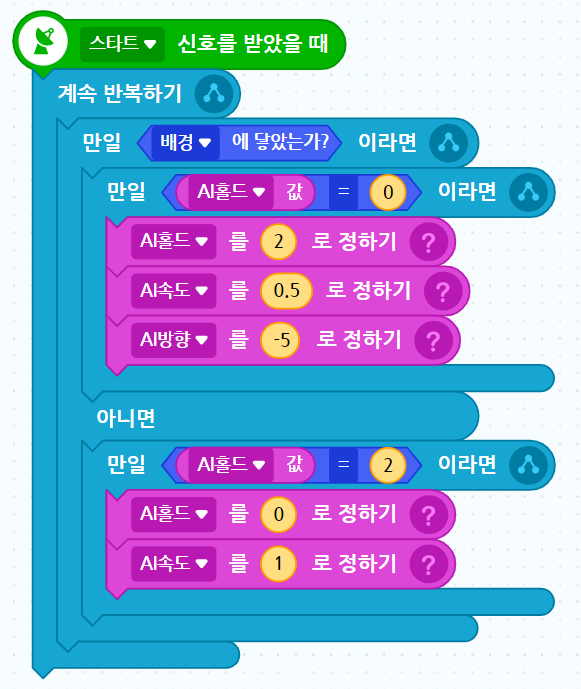 스타트 신호를 받았을 때
계속 반복하기
만일 배경 에 닿았는가? 이라면
만일 AI홀드 값 = 0 이라면
AI홀드 를 2 로 정하기 ?
AI속도 를 0.5 로 정하기 ?
AI방향 를 -5 로 정하기 ?
아니면
만일 AI홀드 값 = 2 이라면
AI홀드 를 0 로 정하기 ?
AI속도 를 1 로 정하기 ?